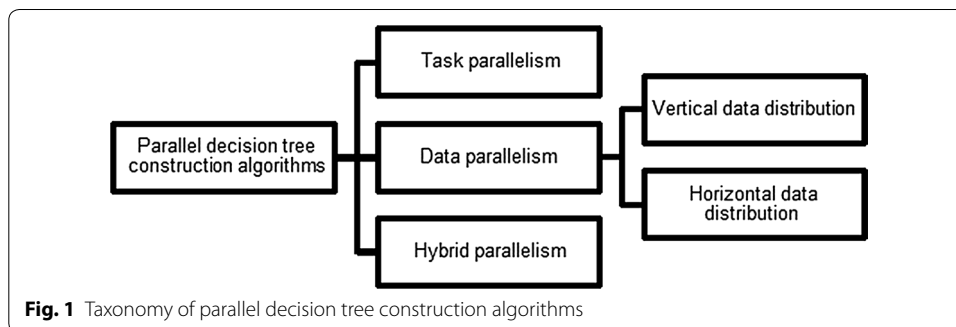 Task parallelism
Vertical data distribution
Parallel decision tree
construction algorithms
Data parallelism
Horizontal data
distribution
Hybrid parallelism
Fig. 1 Taxonomy of parallel decision tree construction algorithms